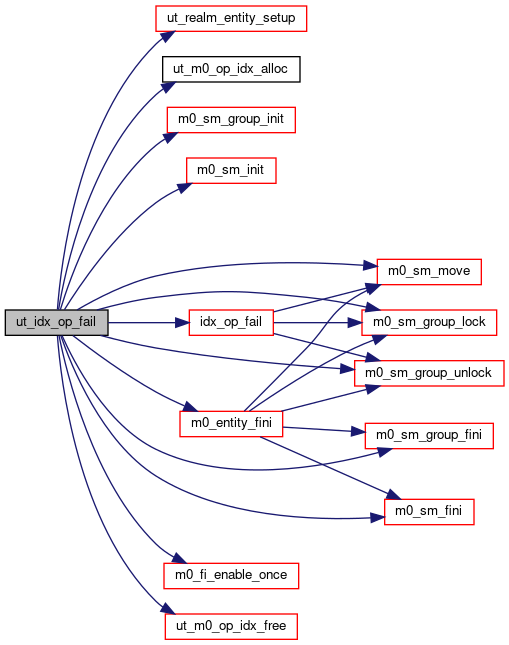 ut_realm_entity_setup
ut_m0_op_idx_alloc
m0_sm_group_init
m0_sm_init
m0_sm_move
ut_idx_op_fail
idx_op_fail
m0_sm_group_lock
m0_sm_group_unlock
m0_entity_fini
m0_sm_group_fini
m0_sm_fini
m0_fi_enable_once
ut_m0_op_idx_free